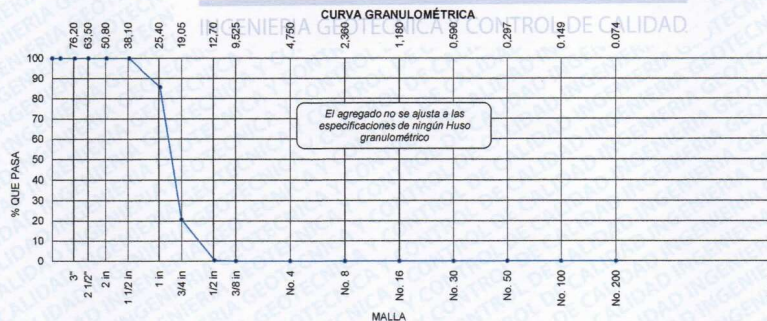 CURVA GRANULOMÉTRICA
INGENIERIA GEOTECNICA & CONTROL DE CALIDAD
76,20 63,50 50,80 38,10 25,40 19,05 12,70 9,525 4,750 2,360 1,180 0,590 0.297 0.149 0.074
100
90
80
70
60
50
40
30
20
10
0
% QUE PASA
El agregado no se ajusta a las
especificaciones de ningún Huso
granulométrico
3" 2 1/2" 2 in 1 1/2 in 1 in 3/4 in 1/2 in 3/8 in No. 4 No. 8 No. 16 No. 30 No. 50 No. 100 No. 200
MALLA